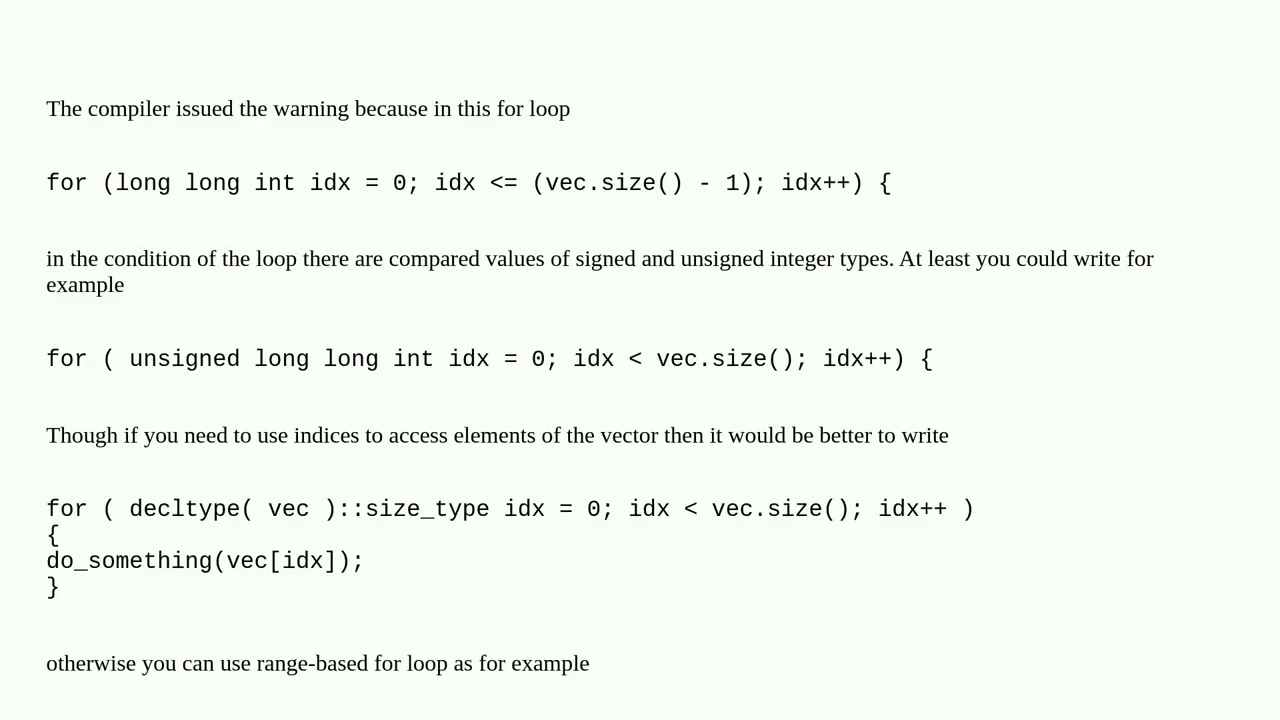 The compiler issued the warning because in this for loop
for (long long int idx = 0; idx <= (vec.size() - 1); idx++) {
in the condition of the loop there are compared values of signed and unsigned integer types. At least you could write for
example
for ( unsigned long long int idx = 0; idx < vec.size(); idx++) {
Though if you need to use indices to access elements of the vector then it would be better to write
for ( decltype( vec )::size_type idx = 0; idx < vec.size(); idx++ )
{
do_something(vec[idx]);
}
otherwise you can use range-based for loop as for example